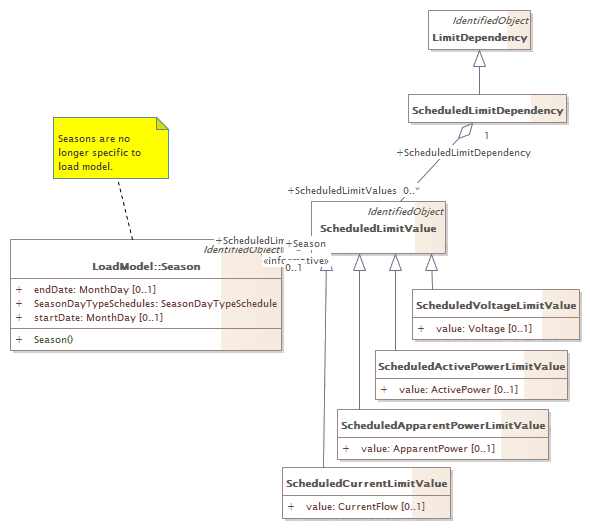 IdentifiedObject
LimitDependency
ScheduledLimitDependency
1
+ScheduledLimitDependency
Seasons are no
longer specific to
load model.
+ScheduledLimitValues 0..*
IdentifiedObject
ScheduledLimitValue
+ScheduledLim
+Season
IdentifiedObject
«informative»
0..1
LoadModel::Season
+ endDate: MonthDay [0..1]
+ SeasonDayTypeSchedules: SeasonDayTypeSchedule
+ startDate: MonthDay [0..1]
+ Season()
ScheduledVoltageLimitValue
+ value: Voltage [0..1]
ScheduledActivePowerLimitValue
+ value: ActivePower [0..1]
ScheduledApparentPowerLimitValue
+ value: ApparentPower [0..1]
ScheduledCurrentLimitValue
+ value: CurrentFlow [0..1]